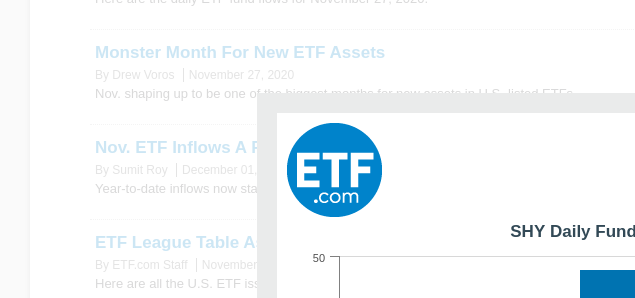 Here are the daily ETF fund flows for November 27, 2020.
Monster Month For New ETF Assets
By Drew Voros November 27, 2020
Nov. shaping up to be one of the biggest months for new assets in U.S.-listed ETFs.
Nov. ETF Inflows A
By Sumit Roy December 01,
Year-to-date inflows now
ETF League Table
By ETF.com Staff November
Here are all the U.S. ETF
ETF
.com
SHY Daily Fund
50